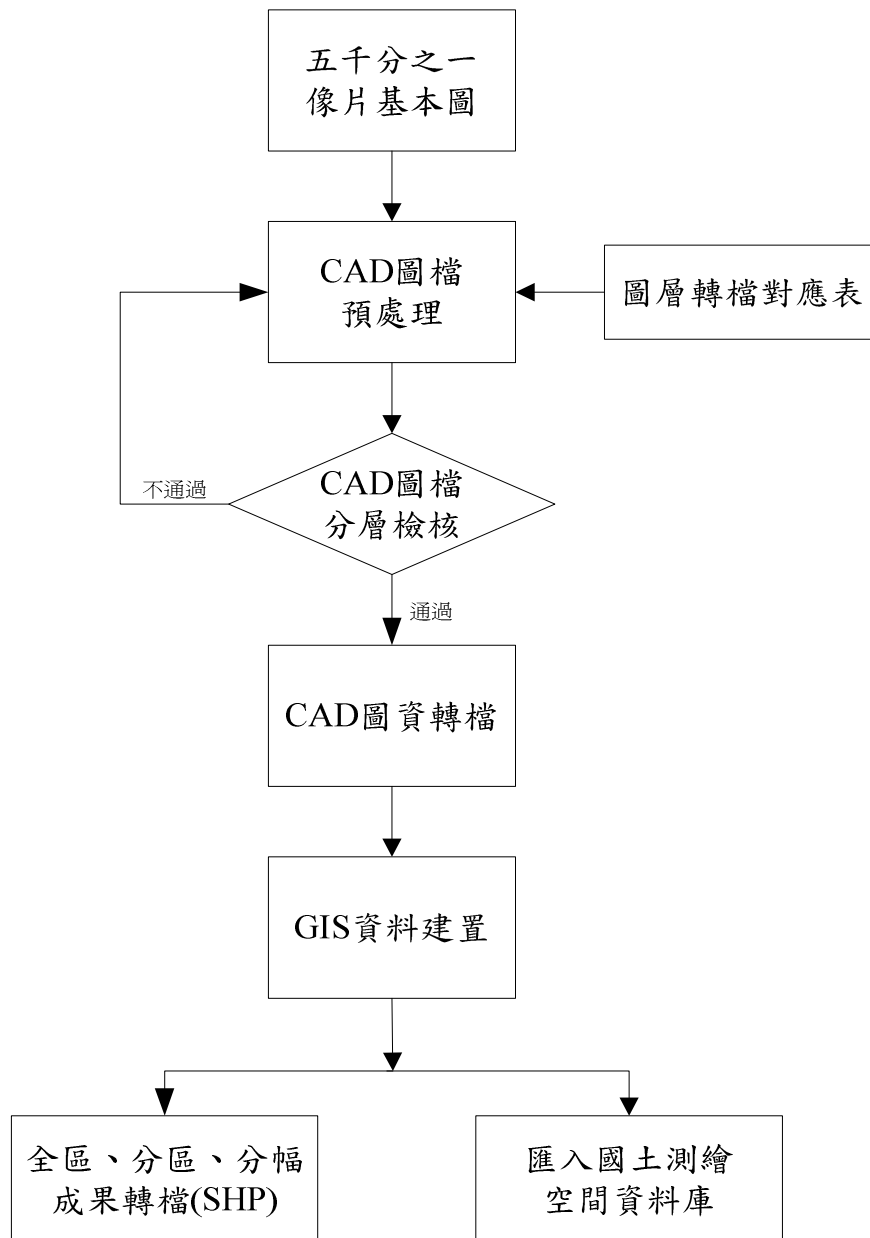 五千分之一
像片基本圖
CAD圖檔
預處理
圖層轉檔對應表
CAD圖檔
分層檢核
不通過
通過
CAD圖資轉檔
GIS資料建置
全區、分區、分幅
成果轉檔(SHP)
匯入國土測繪
空間資料庫